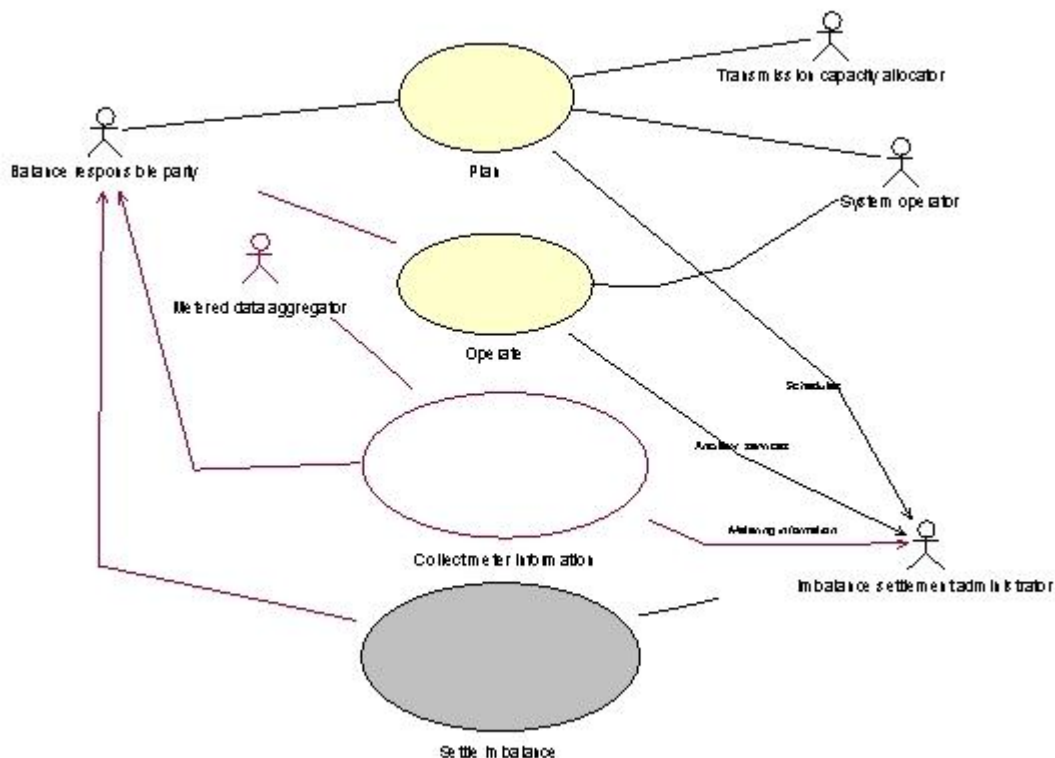 Transmission capacity allocator
Balance responsible party
Plan
System operator
Metered data aggregator
Operate
Schedules
Ancillary services
Metering information
Collect meter information
Imbalance settlement administrator
Settle imbalance